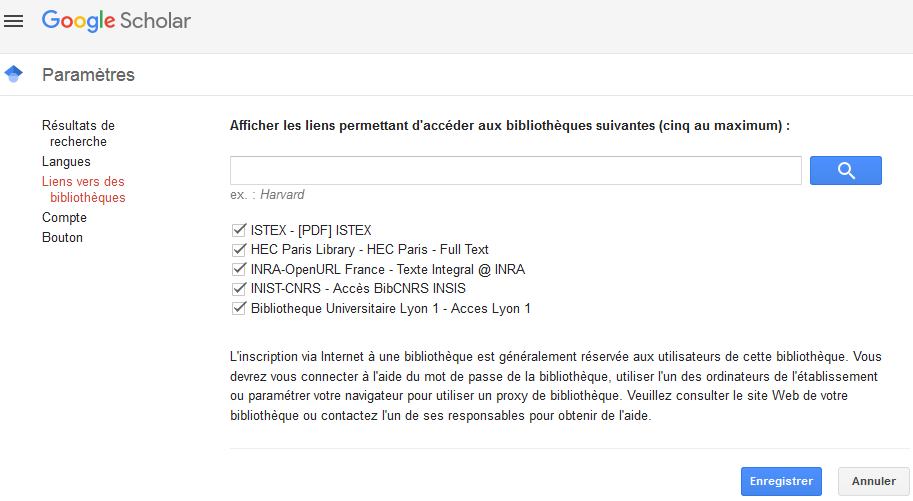 Google Scholar
Paramètres
Résultats de
recherche
Langues
Liens vers des
bibliothèques
Compte
Bouton
Afficher les liens permettant d'accéder aux bibliothèques suivantes (cinq au maximum) :
ex. : Harvard
ISTEX - [PDF] ISTEX
HEC Paris Library - HEC Paris - Full Text
INRA-OpenURL France - Texte Integral @ INRA
INIST-CNRS - Accès BibCNRS INSIS
Bibliotheque Universitaire Lyon 1 - Acces Lyon 1
L'inscription via Internet à une bibliothèque est généralement réservée aux utilisateurs de cette bibliothèque. Vous
devrez vous connecter à l'aide du mot de passe de la bibliothèque, utiliser l'un des ordinateurs de l'établissement
ou paramétrer votre navigateur pour utiliser un proxy de bibliothèque. Veuillez consulter le site Web de votre
bibliothèque ou contactez l'un de ses responsables pour obtenir de l'aide.
Enregistrer
Annuler